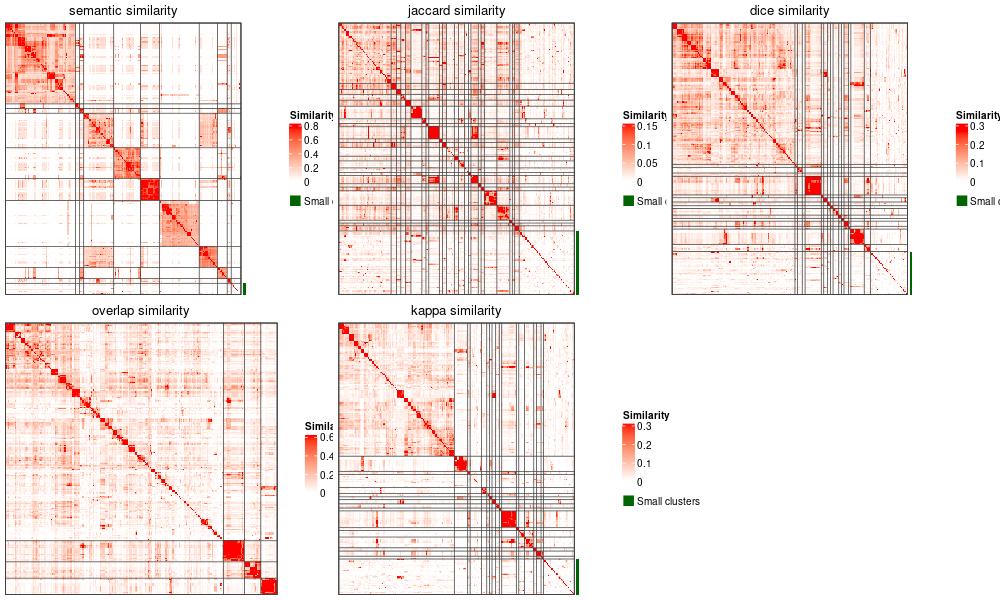 semantic similarity
Similarity
0.8
0.6
0.4
0.2
0
Small
jaccard similarity
Similarity
0.15
0.1
0.05
0
Small
dice similarity
Similarity
0.3
0.2
0.1
0
Small c
overlap similarity
Simila
0.6
0.4
0.2
0
kappa similarity
Similarity
0.3
0.2
0.1
0
Small clusters